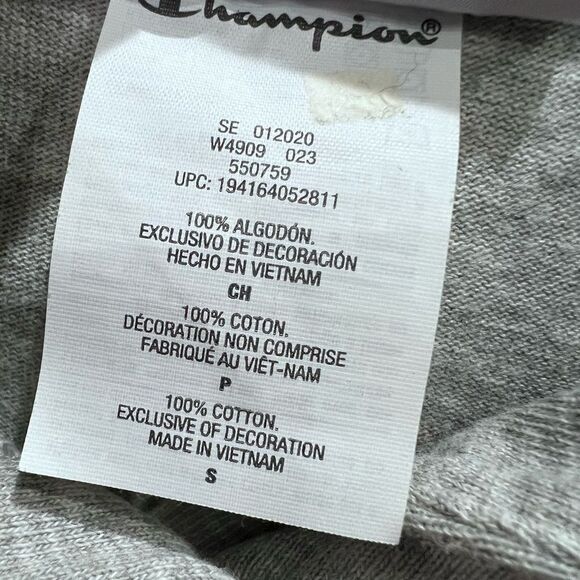 Champion®
SE 012020
W4909 023
550759
UPC: 194164052811
100% ALGODÓN.
EXCLUSIVO DE DECORACIÓN
HECHO EN VIETNAM
CH
100% COTON.
DÉCORATION NON COMPRISE
FABRIQUÉ AU VIÊT-NAM
P
100% COTTON.
EXCLUSIVE OF DECORATION
MADE IN VIETNAM
S